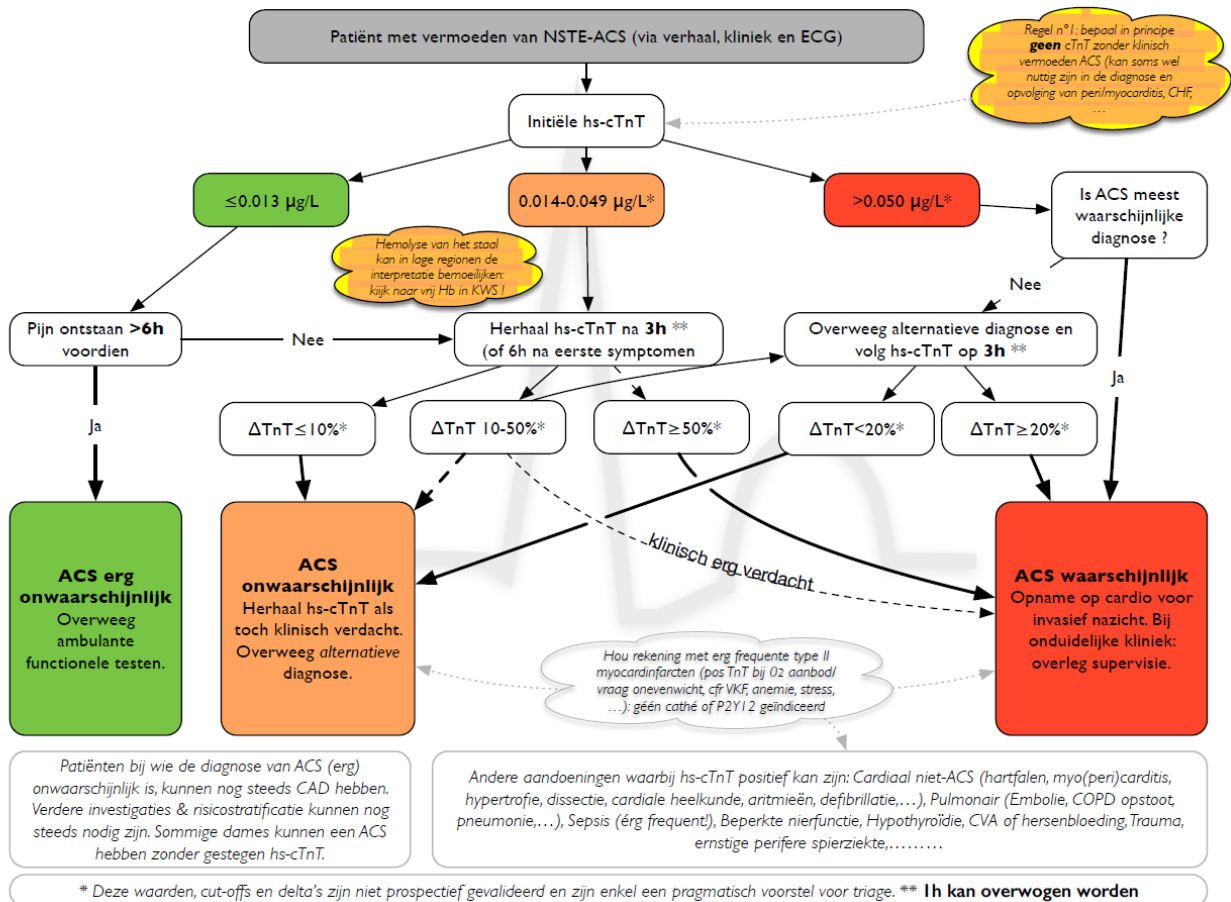 Patiënt met vermoeden van NSTE-ACS (via verhaal, kliniek en ECG)
Regel n°1: bepaal in principe
geen cTnT zonder klinisch
vermoeden ACS (kan soms wel
nuttig zijn in de diagnose en
opvolging van peri/myocarditis, CHF,
...
Initiële hs-cTnT
≤0.013 µg/L
0.014-0.049 µg/L*
>0.050 µg/L*
Is ACS meest
waarschijnlijke
diagnose ?
Hemolyse van het staal
kan in lage regionen de
interpretatie bemoeilijken:
kiijk naar vrij Hb in KWS !
Nee
Pijn ontstaan >6h
voordien
Nee
Herhaal hs-cTnT na 3h **
(of 6h na eerste symptomen
Overweeg alternatieve diagnose en
volg hs-cTnT op 3h **
Ja
Ja
ΔTnT≤10%*
ΔTnT 10-50%*
ΔTnT≥50%*
ΔTnT<20%*
ΔTnT≥20%*
klinisch erg verdacht
ACS erg
onwaarschijnlijk
Overweeg
ambulante
functionele testen.
ACS
onwaarschijnlijk
Herhaal hs-cTnT als
toch klinisch verdacht.
Overweeg alternatieve
diagnose.
ACS waarschijnlijk
Opname op cardio voor
invasief nazicht. Bij
onduidelijke kliniek:
overleg supervisie.
Hou rekening met erg frequente type II
myocardinfarcten (pos TnT bij O2 aanbod/
vraag onevenwicht, cfr VKF, anemie, stress,
…): géén cathé of P2Y12 geïndiceerd
Patiënten bij wie de diagnose van ACS (erg)
onwaarschijnlijk is, kunnen nog steeds CAD hebben.
Verdere investigaties & risicostratificatie kunnen nog
steeds nodig zijn. Sommige dames kunnen een ACS
hebben zonder gestegen hs-cTnT.
Andere aandoeningen waarbij hs-cTnT positief kan zijn: Cardiaal niet-ACS (hartfalen, myo(peri)carditis,
hypertrofie, dissectie, cardiale heelkunde, aritmieën, defibrillatie,…), Pulmonair (Embolie, COPD opstoot,
pneumonie,…), Sepsis (érg frequent!), Beperkte nierfunctie, Hypothyroïdie, CVA of hersenbloeding, Trauma,
ernstige perifere spierziekte,………
* Deze waarden, cut-offs en delta's zijn niet prospectief gevalideerd en zijn enkel een pragmatisch voorstel voor triage. ** 1h kan overwogen worden